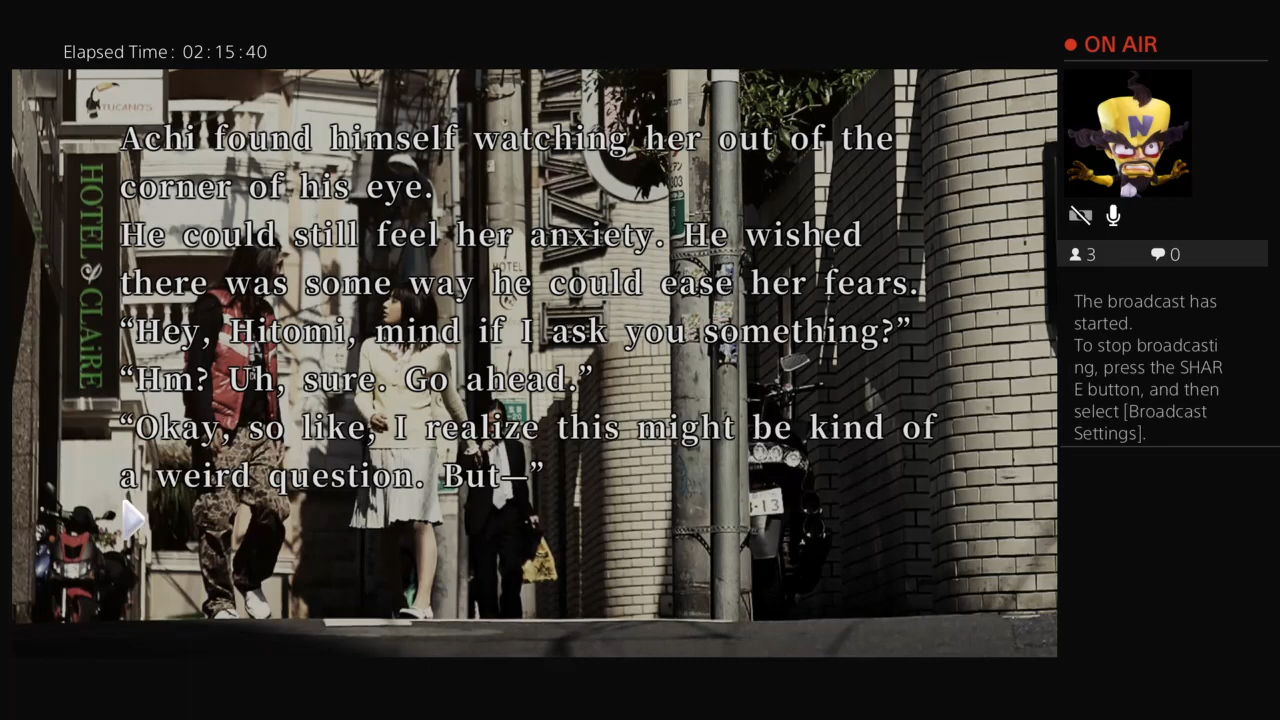 Elapsed Time: 02:15:40
ON AIR
TUCANO'S
HOTEL CLAiRE
HOTEL
Achi found himself watching her out of the
corner of his eye.
He could still feel her anxiety. He wished
there was some way he could ease her fears.
“Hey, Hitomi, mind if I ask you something?”
“Hm? Uh, sure. Go ahead.”
“Okay, so like, I realize this might be kind of
a weird question. But—”
N
3
0
The broadcast has
started.
To stop broadcasti
ng, press the SHAR
E button, and then
select [Broadcast
Settings].